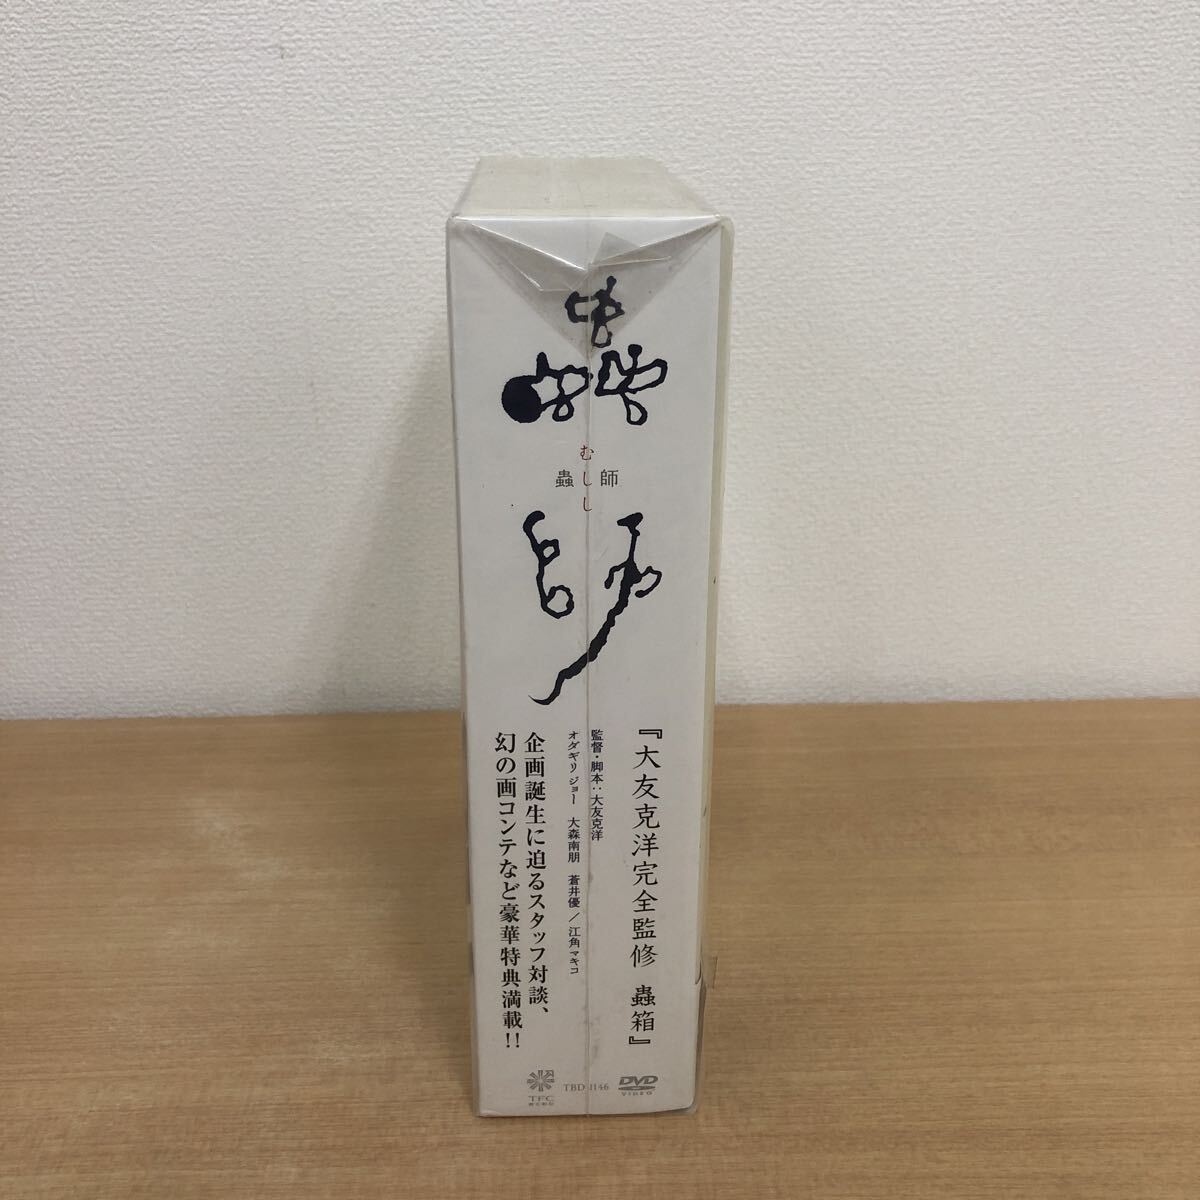 蟲師
蟲師
むしし
『大友克洋完全監修 蟲箱』
監督・脚本:大友克洋
オダギリ ジョー 大森南朋 蒼井優/江角マキコ
企画誕生に迫るスタッフ対談、
幻の画コンテなど豪華特典満載!!
TFC
TBD 1146
DVD
VIDEO